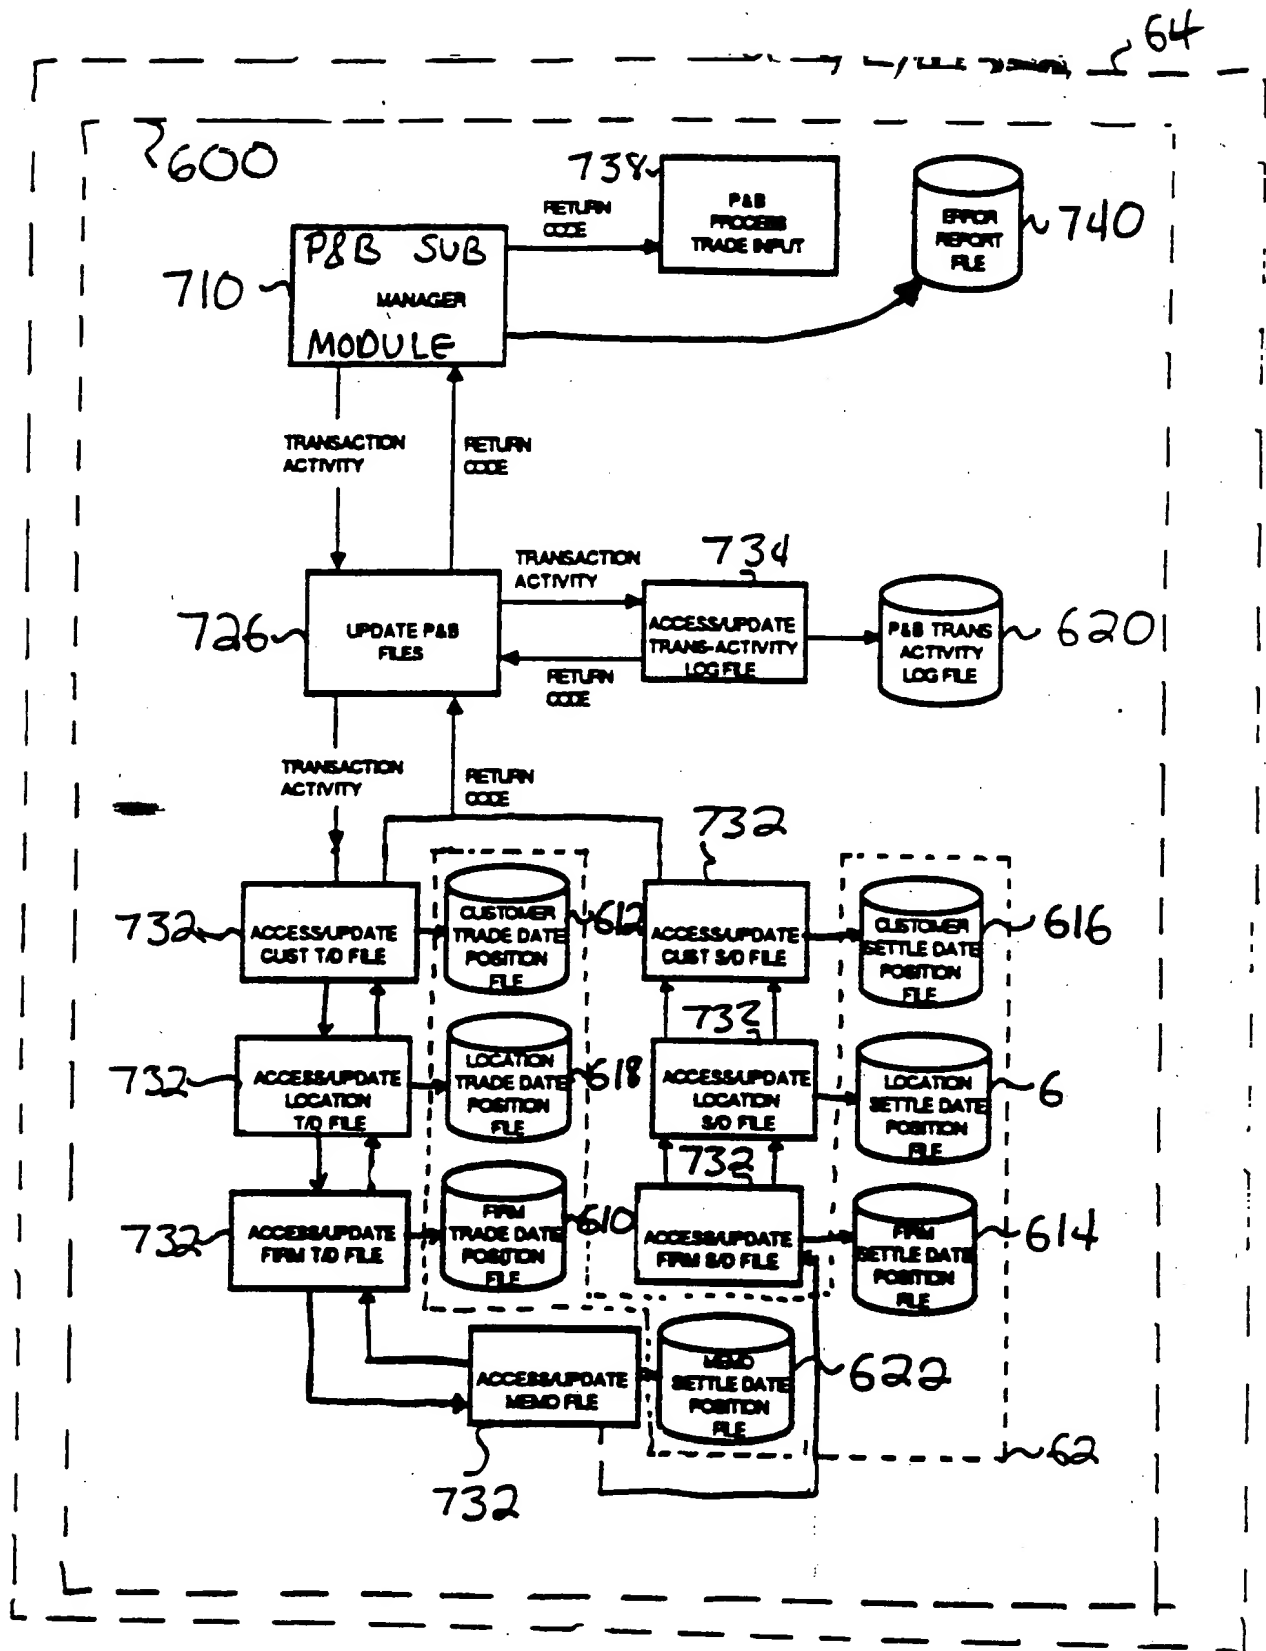 64
600
738
P&B
PROCESS
TRADE INPUT
RETURN
CODE
ERROR
REPORT
FILE
740
P&B SUB
MANAGER
MODULE
710
TRANSACTION
ACTIVITY
RETURN
CODE
734
TRANSACTION
ACTIVITY
726
UPDATE P&B
FILES
ACCESS/UPDATE
TRANS-ACTIVITY
LOG FILE
P&B TRANS
ACTIVITY
LOG FILE
620
RETURN
CODE
TRANSACTION
ACTIVITY
RETURN
CODE
732
732
ACCESS/UPDATE
CUST T/D FILE
CUSTOMER
TRADE DATE
POSITION
FILE
612
ACCESS/UPDATE
CUST S/D FILE
CUSTOMER
SETTLE DATE
POSITION
FILE
616
732
732
ACCESS/UPDATE
LOCATION
T/D FILE
LOCATION
TRADE DATE
POSITION
FILE
618
ACCESS/UPDATE
LOCATION
S/D FILE
LOCATION
SETTLE DATE
POSITION
FILE
6
732
732
ACCESS/UPDATE
FIRM T/D FILE
FIRM
TRADE DATE
POSITION
FILE
610
ACCESS/UPDATE
FIRM S/D FILE
FIRM
SETTLE DATE
POSITION
FILE
614
ACCESS/UPDATE
MEMO FILE
MEMO
SETTLE DATE
POSITION
FILE
622
62
732